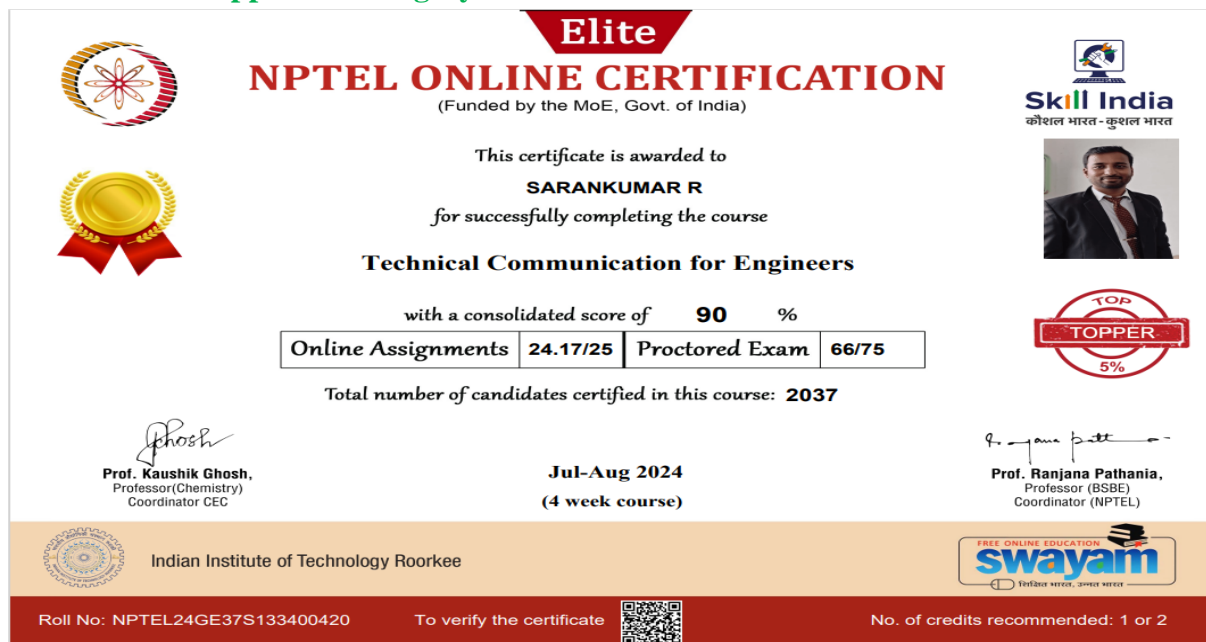 Elite
NPTEL ONLINE CERTIFICATION
(Funded by the MoE, Govt. of India)
Skill India
कौशल भारत - कुशल भारत
This certificate is awarded to
SARANKUMAR R
for successfully completing the course
Technical Communication for Engineers
with a consolidated score of 90 %
Online Assignments 24.17/25 Proctored Exam 66/75
TOP
TOPPER
5%
Total number of candidates certified in this course: 2037
Prof. Kaushik Ghosh,
Professor(Chemistry)
Coordinator CEC
Jul-Aug 2024
(4 week course)
Prof. Ranjana Pathania,
Professor (BSBE)
Coordinator (NPTEL)
Indian Institute of Technology Roorkee
FREE ONLINE EDUCATION
swayam
शिक्षित भारत, उन्नत भारत
Roll No: NPTEL24GE37S133400420 To verify the certificate No. of credits recommended: 1 or 2